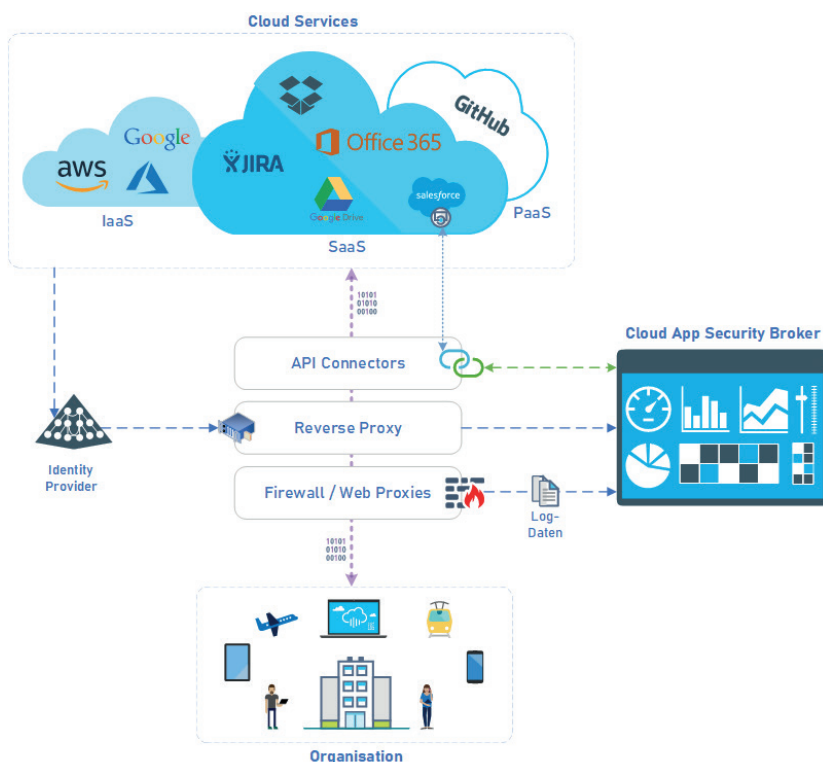 Cloud Services
GitHub
Google
Office 365
aws
JIRA
salesforce
Google Drive
IaaS
PaaS
SaaS
10101
01010
00100
Cloud App Security Broker
API Connectors
Reverse Proxy
Identity
Provider
Firewall / Web Proxies
Log-
Daten
10101
01010
00100
Organisation